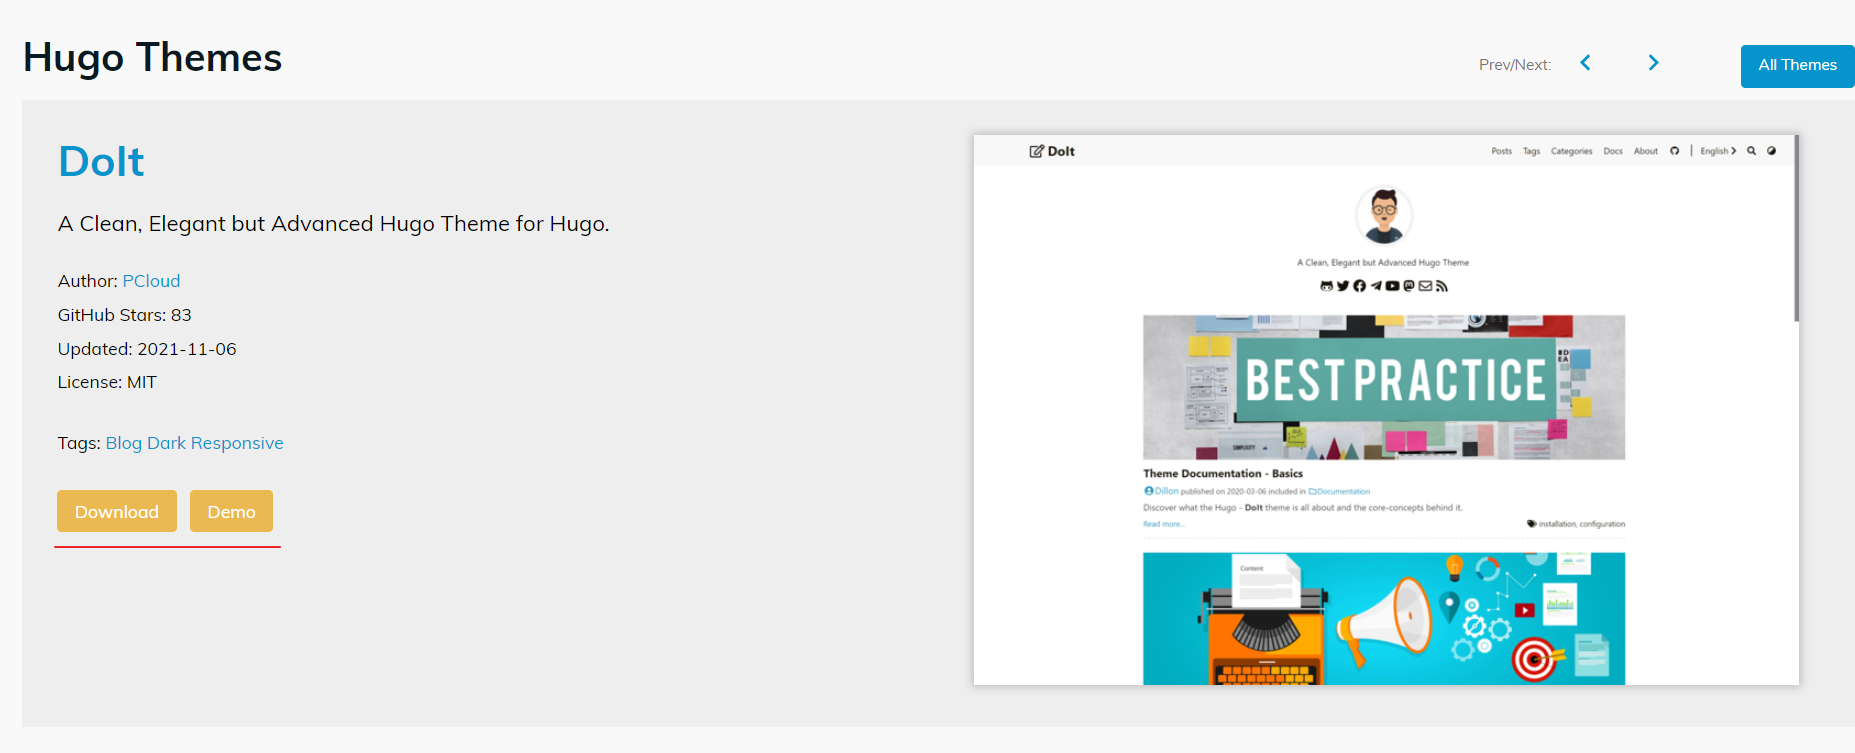 Hugo Themes
Prev/Next:
All Themes
DoIt
A Clean, Elegant but Advanced Hugo Theme for Hugo.
Author: PCloud
GitHub Stars: 83
Updated: 2021-11-06
License: MIT
Tags: Blog Dark Responsive
Download Demo
DoIt
Posts Tags Categories Docs About | English
A Clean, Elegant but Advanced Hugo Theme
BEST PRACTICE
SIMPLICITY
Theme Documentation - Basics
Dillon published on 2020-03-06 included in Documentation
Discover what the Hugo - DoIt theme is all about and the core-concepts behind it.
Read more...
installation, configuration
Content